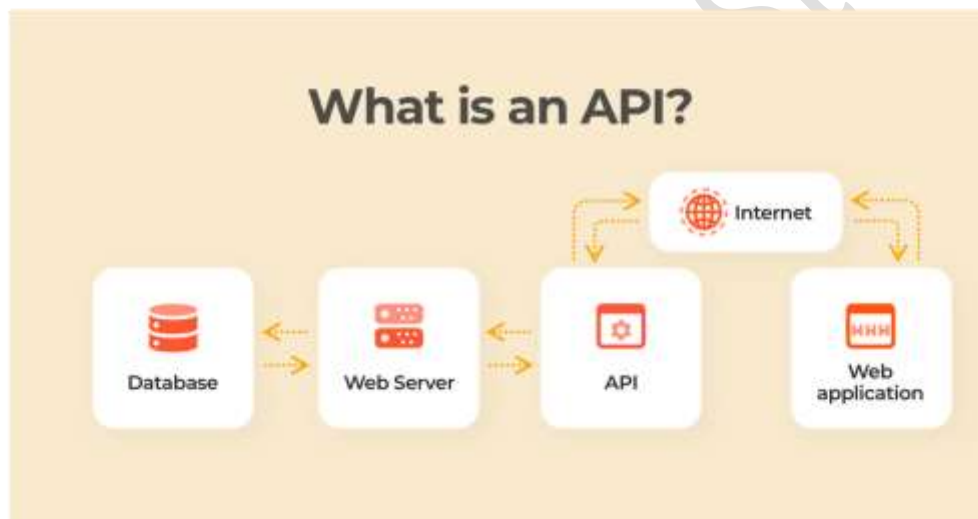 What is an API?
Internet
Database
Web Server
API
Web
application